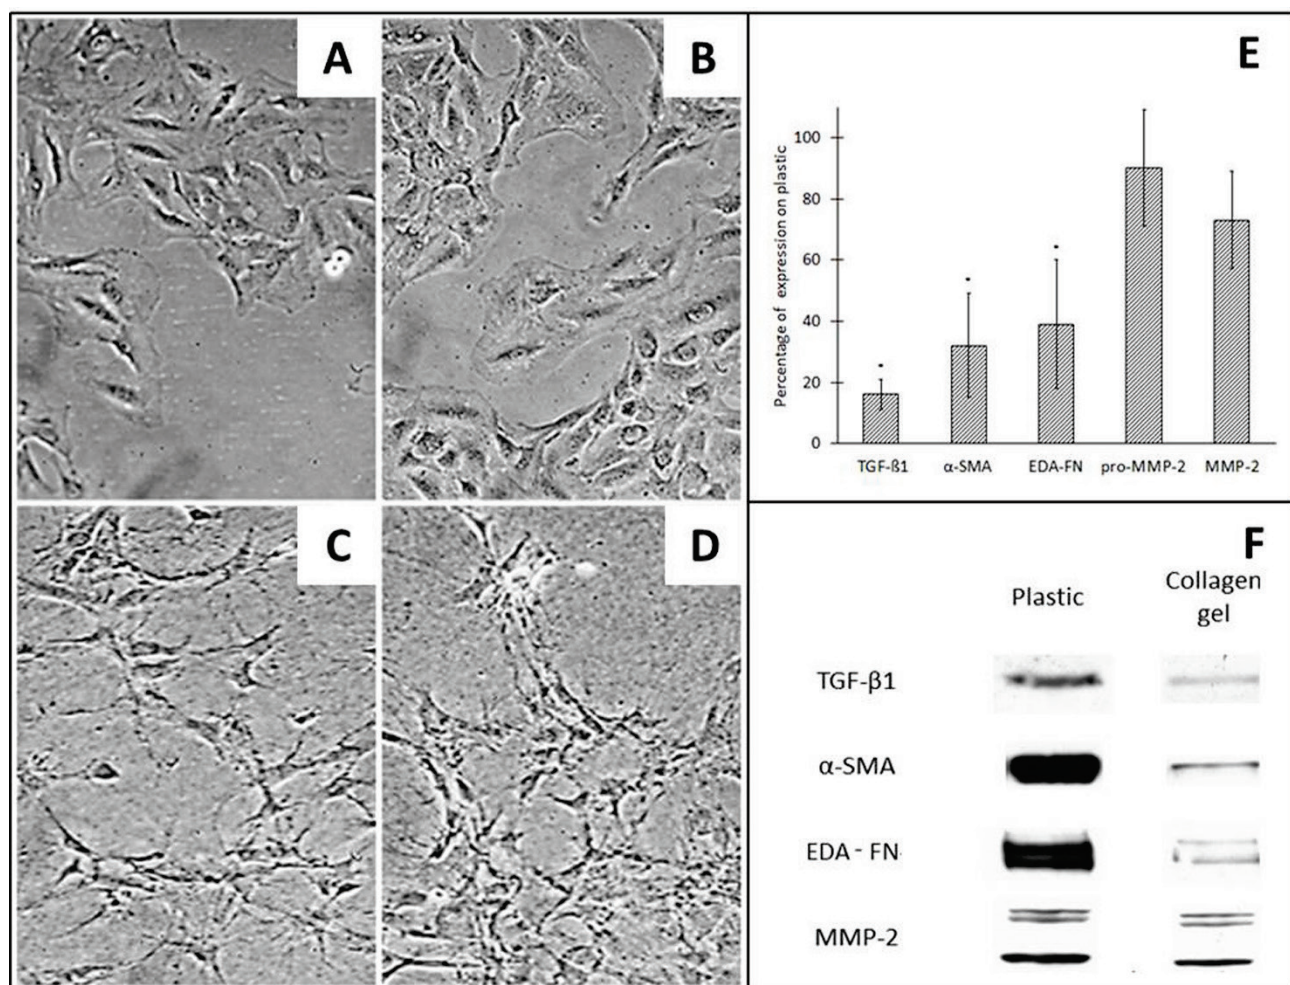 A
B
C
D
E
Percentage of expression on plastic
100
80
60
40
20
0
TGF-ß1
α-SMA
EDA-FN
pro-MMP-2
MMP-2
F
Plastic
Collagen
gel
TGF-β1
α-SMA
EDA - FN
MMP-2